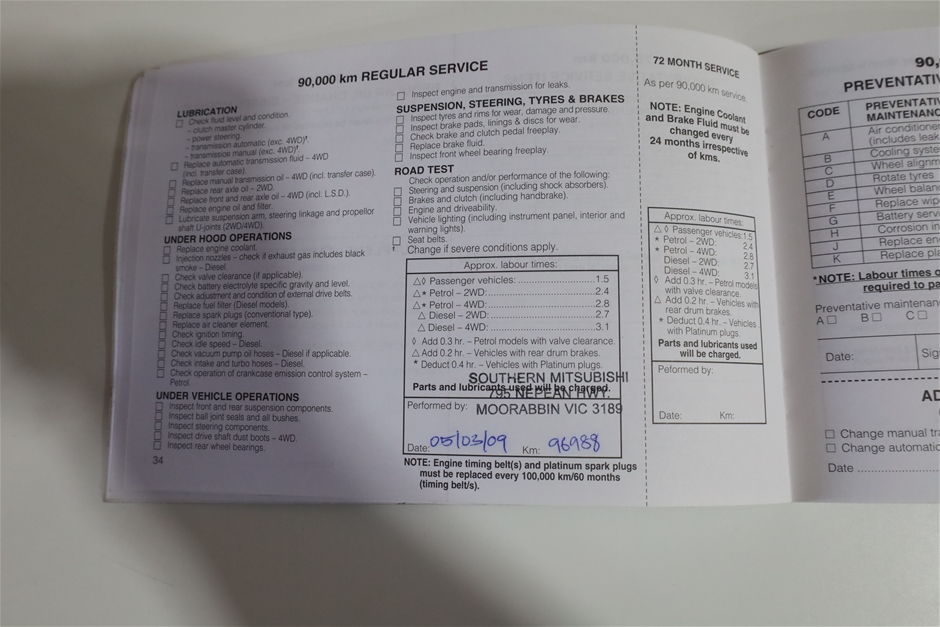 90,000 km REGULAR SERVICE
LUBRICATION
☐ Check fluid level and condition.
– clutch master cylinder.
– power steering.
– transmission automatic (exc. 4WD)
– transmission manual (exc. 4WD)
☐ Replace automatic transmission fluid – 4WD
(incl. transfer case).
☐ Replace manual transmission oil – 4WD (incl. transfer case).
☐ Replace rear axle oil – 2WD.
☐ Replace front and rear axle oil – 4WD (incl. L.S.D.).
☐ Replace engine oil and filter.
☐ Lubricate suspension arm, steering linkage and propellor
shaft U-joints (2WD/4WD).
UNDER HOOD OPERATIONS
☐ Replace engine coolant.
☐ Injection nozzles – check if exhaust gas includes black
smoke – Diesel.
☐ Check valve clearance (if applicable).
☐ Check battery electrolyte specific gravity and level.
☐ Check adjustment and condition of external drive belts.
☐ Replace fuel filter (Diesel models).
☐ Replace spark plugs (conventional type).
☐ Replace air cleaner element.
☐ Check ignition timing.
☐ Check idle speed – Diesel.
☐ Check vacuum pump oil hoses – Diesel if applicable.
☐ Check intake and turbo hoses – Diesel.
☐ Check operation of crankcase emission control system –
Petrol
UNDER VEHICLE OPERATIONS
☐ Inspect front and rear suspension components.
☐ Inspect ball joint seals and all bushes.
☐ Inspect steering components.
☐ Inspect drive shaft dust boots – 4WD.
☐ Inspect rear wheel bearings.
34
☐ Inspect engine and transmission for leaks.
SUSPENSION, STEERING, TYRES & BRAKES
☐ Inspect tyres and rims for wear, damage and pressure.
☐ Inspect brake pads, linings & discs for wear.
☐ Check brake and clutch pedal freeplay.
☐ Replace brake fluid.
☐ Inspect front wheel bearing freeplay.
ROAD TEST
Check operation and/or performance of the following:
☐ Steering and suspension (including shock absorbers).
☐ Brakes and clutch (including handbrake).
☐ Engine and driveability.
☐ Vehicle lighting (including instrument panel, interior and
warning lights).
☐ Seat belts.
Change if severe conditions apply.
Approx. labour times:
△◊ Passenger vehicles: 1.5
△* Petrol – 2WD: 2.4
△* Petrol – 4WD: 2.8
△ Diesel – 2WD: 2.7
△ Diesel – 4WD: 3.1
◊ Add 0.3 hr. – Petrol models with valve clearance.
△ Add 0.2 hr. – Vehicles with rear drum brakes.
* Deduct 0.4 hr. – Vehicles with Platinum plugs.
Parts and lubricants used will be charged.
SOUTHERN MITSUBISHI
795 NEPEAN HWY.
MOORABBIN VIC 3189
Performed by:
Date: 05/03/09 Km: 96988
NOTE: Engine timing belt(s) and platinum spark plugs
must be replaced every 100,000 km/60 months
(timing belt/s).
72 MONTH SERVICE
As per 90,000 km service.
NOTE: Engine Coolant
and Brake Fluid must be
changed every
24 months irrespective
of kms.
Approx. labour times:
△ ◊ Passenger vehicles: 1.5
* Petrol – 2WD: 2.4
* Petrol – 4WD: 2.8
Diesel – 2WD: 2.7
Diesel – 4WD: 3.1
◊ Add 0.3 hr. – Petrol models
with valve clearance.
△ Add 0.2 hr. – Vehicles with
rear drum brakes.
* Deduct 0.4 hr. – Vehicles
with Platinum plugs.
Parts and lubricants used
will be charged.
Peformed by:
Date: Km:
90,
PREVENTATIV
CODE PREVENTATIV
MAINTENANC
A Air conditione
(includes leak
B Cooling syste
C Wheel alignm
D Rotate tyres
E Wheel balan
F Replace wip
G Battery servi
H Corrosion in
J Replace en
K Replace pla
*NOTE: Labour times q
required to pa
Preventative maintenan
A☐ B☐ C☐
Date: Sig
AD
☐ Change manual tra
☐ Change automatic
Date